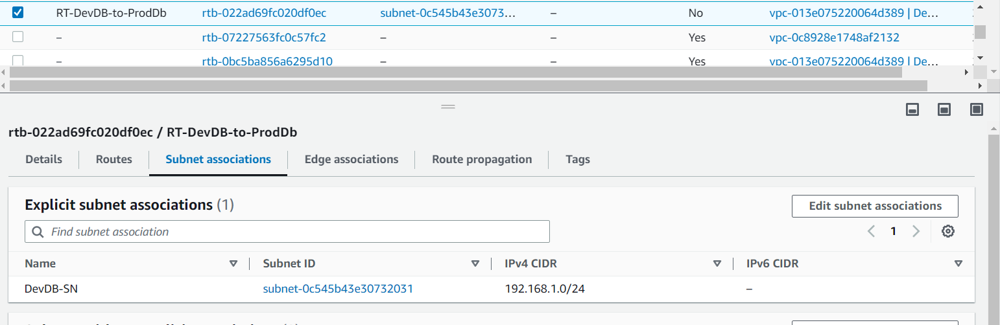 RT-DevDB-to-ProdDb rtb-022ad69fc020df0ec subnet-0c545b43e3073... – No vpc-013e075220064d389 | De...
– rtb-07227563fc0c57fc2 – – Yes vpc-0c8928e1748af2132
– rtb-0bc5ba856a6295d10 – – Yes vpc-013e075220064d389 | De...
rtb-022ad69fc020df0ec / RT-DevDB-to-ProdDb
Details Routes Subnet associations Edge associations Route propagation Tags
Explicit subnet associations (1) Edit subnet associations
Find subnet association 1
Name Subnet ID IPv4 CIDR IPv6 CIDR
DevDB-SN subnet-0c545b43e30732031 192.168.1.0/24 –